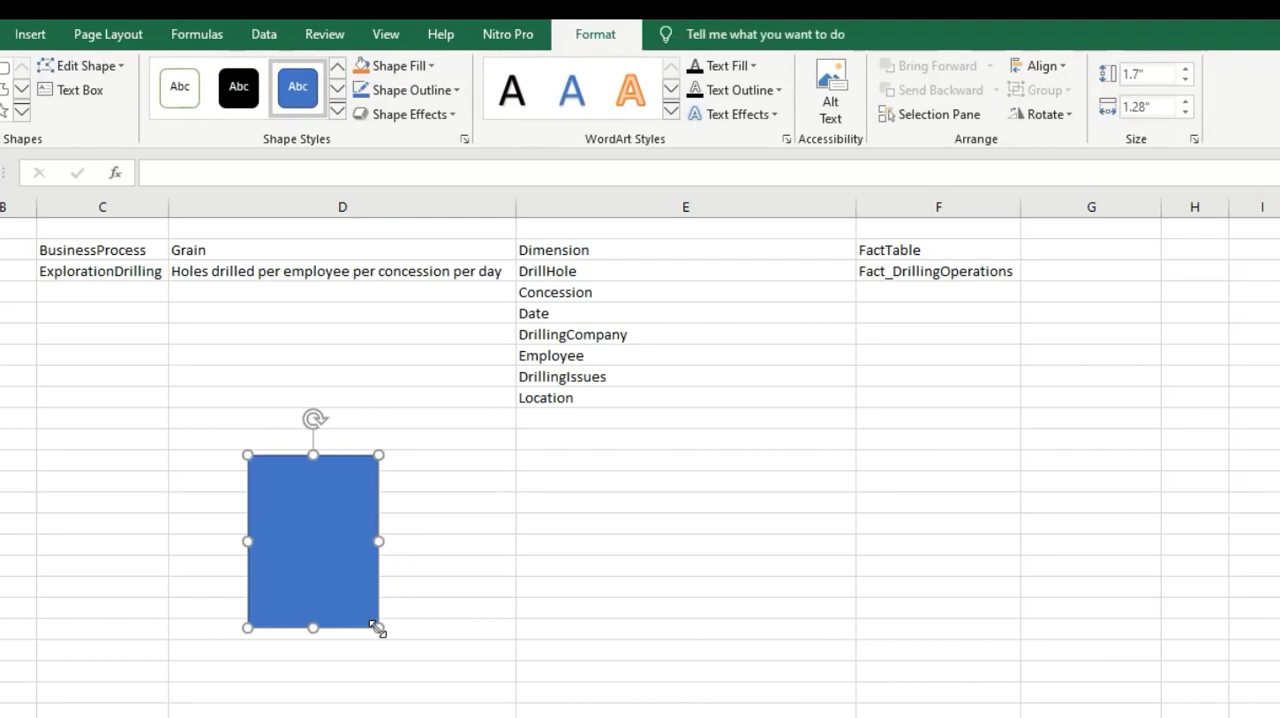 Insert Page Layout Formulas Data Review View Help Nitro Pro Format Tell me what you want to do
Edit Shape Abc Abc Abc Shape Fill A A A Text Fill Bring Forward Align 1.7"
Text Box Shape Outline Text Outline Alt Text Send Backward Group
Shape Effects Text Effects Selection Pane Rotate 1.28"
Shapes Shape Styles WordArt Styles Accessibility Arrange Size
fx
B C D E F G H I
BusinessProcess Grain Dimension FactTable
ExplorationDrilling Holes drilled per employee per concession per day DrillHole Fact_DrillingOperations
Concession
Date
DrillingCompany
Employee
DrillingIssues
Location